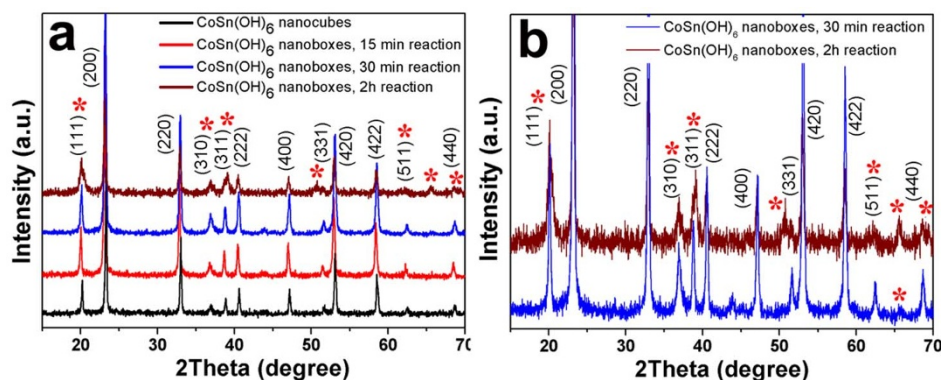 a
CoSn(OH)6 nanocubes
CoSn(OH)6 nanoboxes, 15 min reaction
CoSn(OH)6 nanoboxes, 30 min reaction
CoSn(OH)6 nanoboxes, 2h reaction
(111) *
(200)
(220)
(310) *
(311) *
(222)
(400)
*
(331)
(420)
(422)
(511) *
*
(440)
*
Intensity (a.u.)
20 30 40 50 60 70
2Theta (degree)
b
CoSn(OH)6 nanoboxes, 30 min reaction
CoSn(OH)6 nanoboxes, 2h reaction
(111) *
(200)
(220)
(310) *
(311) *
(222)
(400)
*
(331)
(420)
(422)
(511) *
*
(440)
*
*
Intensity (a.u.)
20 30 40 50 60 70
2Theta (degree)